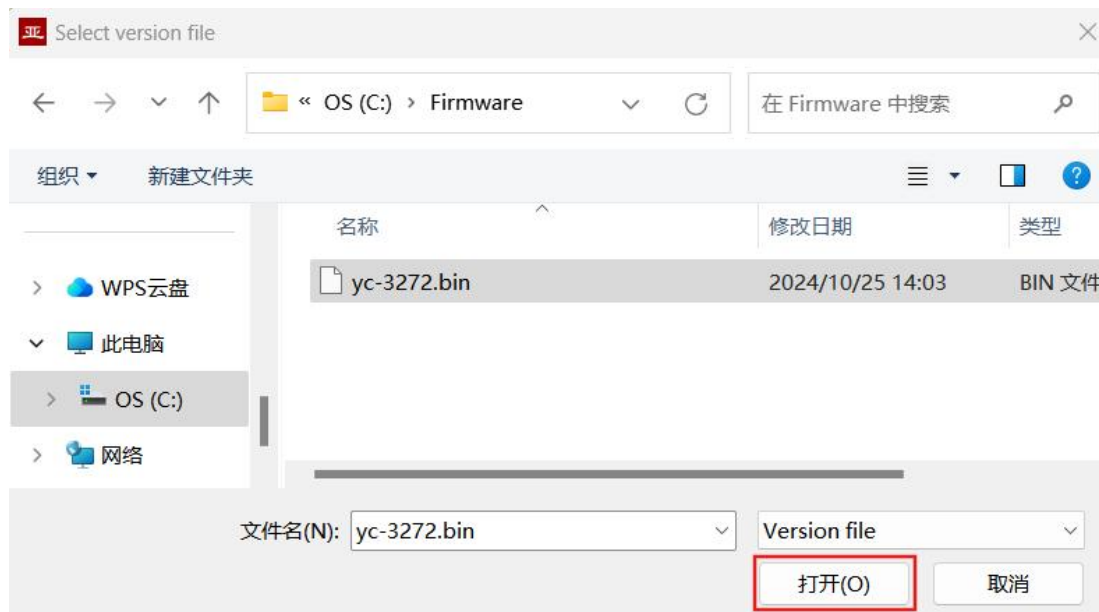 亚 Select version file
« OS (C:) › Firmware 在 Firmware 中搜索
组织 新建文件夹 ?
名称 修改日期 类型
WPS云盘 yc-3272.bin 2024/10/25 14:03 BIN 文件
此电脑
OS (C:)
网络
文件名(N): yc-3272.bin Version file
打开(O) 取消